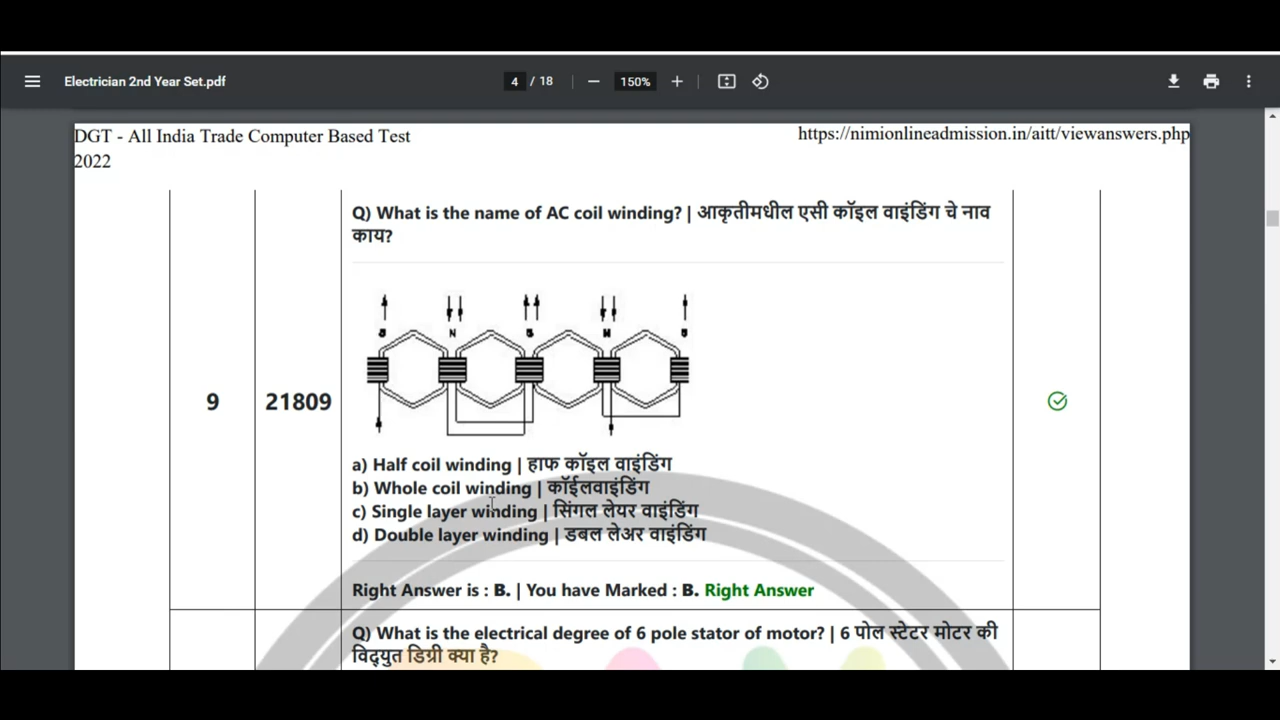 Electrician 2nd Year Set.pdf
4 / 18
150%
DGT - All India Trade Computer Based Test
2022
https://nimionlineadmission.in/aitt/viewanswers.php
Q) What is the name of AC coil winding? | आकृतीमधील एसी कॉइल वाइंडिंग चे नाव
काय?
N
9
21809
a) Half coil winding | हाफ कॉइल वाइंडिंग
b) Whole coil winding | कॉईलवाइंडिंग
c) Single layer winding | सिंगल लेयर वाइंडिंग
d) Double layer winding | डबल लेअर वाइंडिंग
Right Answer is : B. | You have Marked : B. Right Answer
Q) What is the electrical degree of 6 pole stator of motor? | 6 पोल स्टेटर मोटर की
विद्युत डिग्री क्या है?